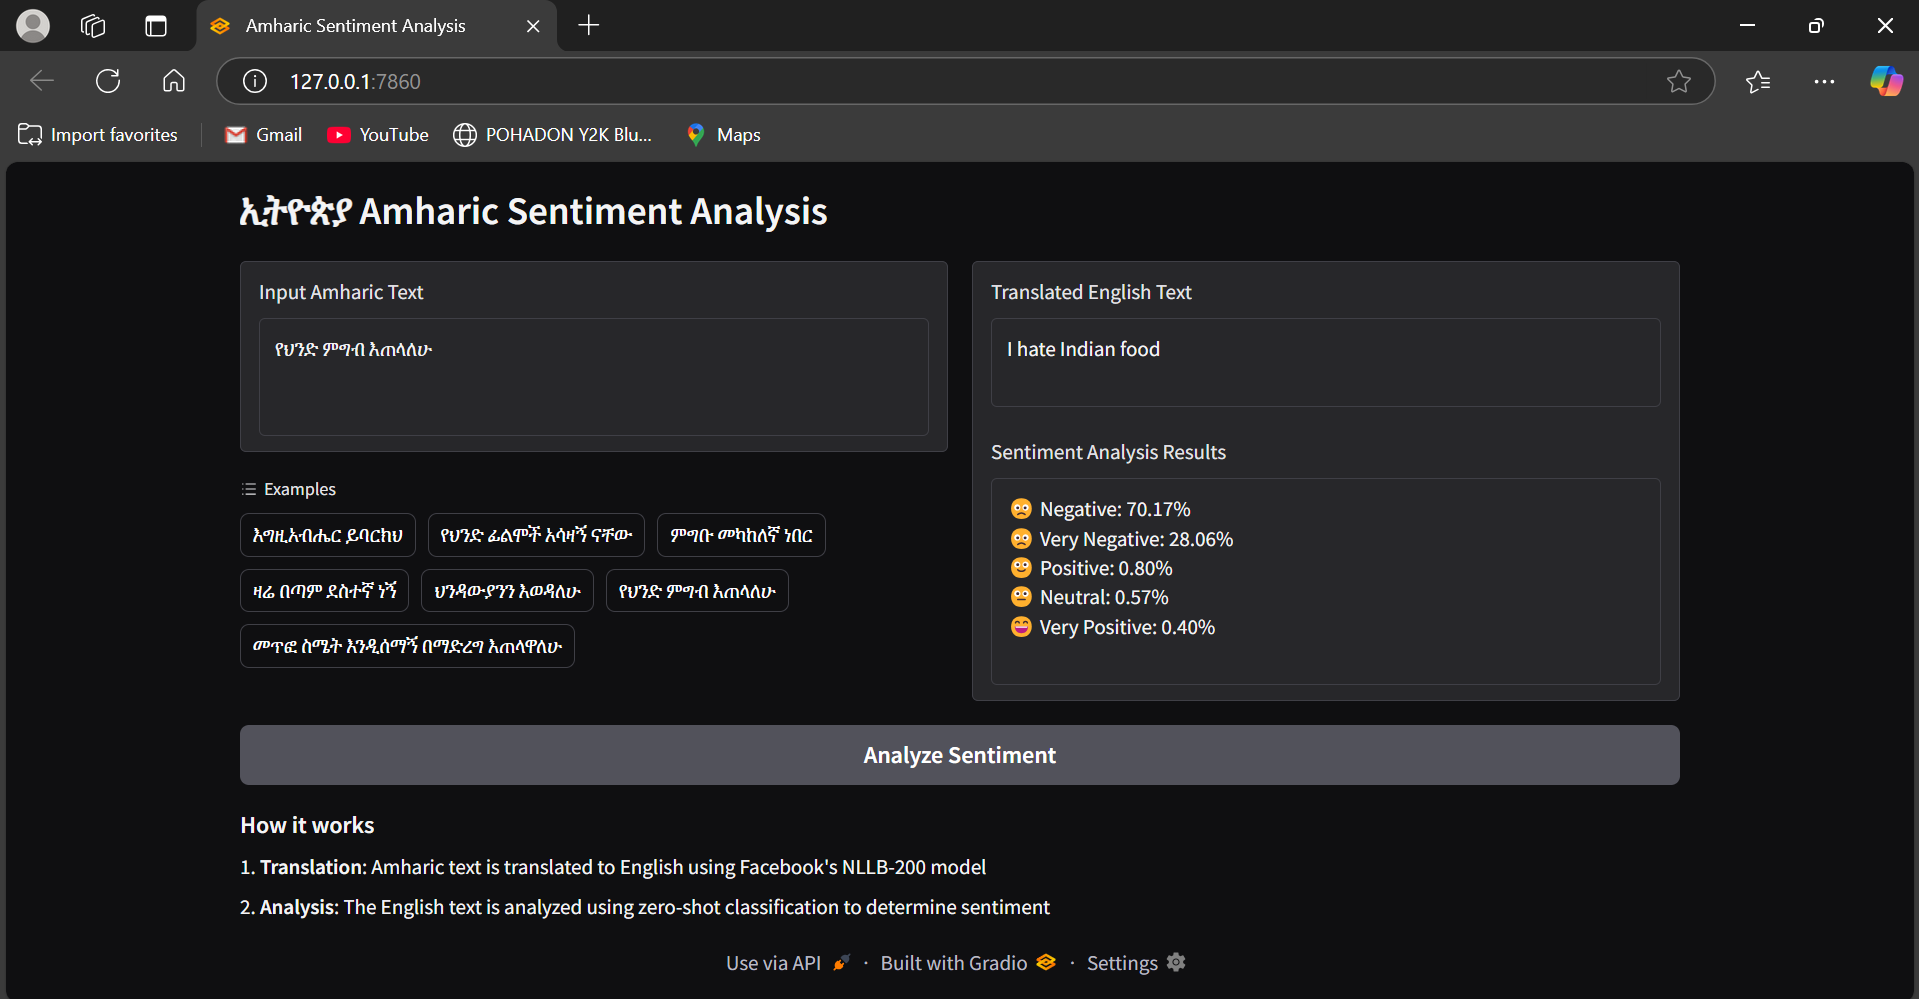 Amharic Sentiment Analysis
127.0.0.1:7860
Import favorites
Gmail
YouTube
POHADON Y2K Blu...
Maps
ኢትዮጵያ Amharic Sentiment Analysis
Input Amharic Text
የህንድ ምግብ እጠላለሁ
Examples
እግዚአብሔር ይባርክህ
የህንድ ፊልሞች አሳዛኝ ናቸው
ምግቡ መካከለኛ ነበር
ዛሬ በጣም ደስተኛ ነኝ
ህንዳውያንን እወዳለሁ
የህንድ ምግብ እጠላለሁ
መጥፎ ስሜት እንዲሰማኝ በማድረግ እጠላዋለሁ
Translated English Text
I hate Indian food
Sentiment Analysis Results
☹️ Negative: 70.17%
☹️ Very Negative: 28.06%
🙂 Positive: 0.80%
😐 Neutral: 0.57%
😄 Very Positive: 0.40%
Analyze Sentiment
How it works
1. Translation: Amharic text is translated to English using Facebook's NLLB-200 model
2. Analysis: The English text is analyzed using zero-shot classification to determine sentiment
Use via API · Built with Gradio · Settings